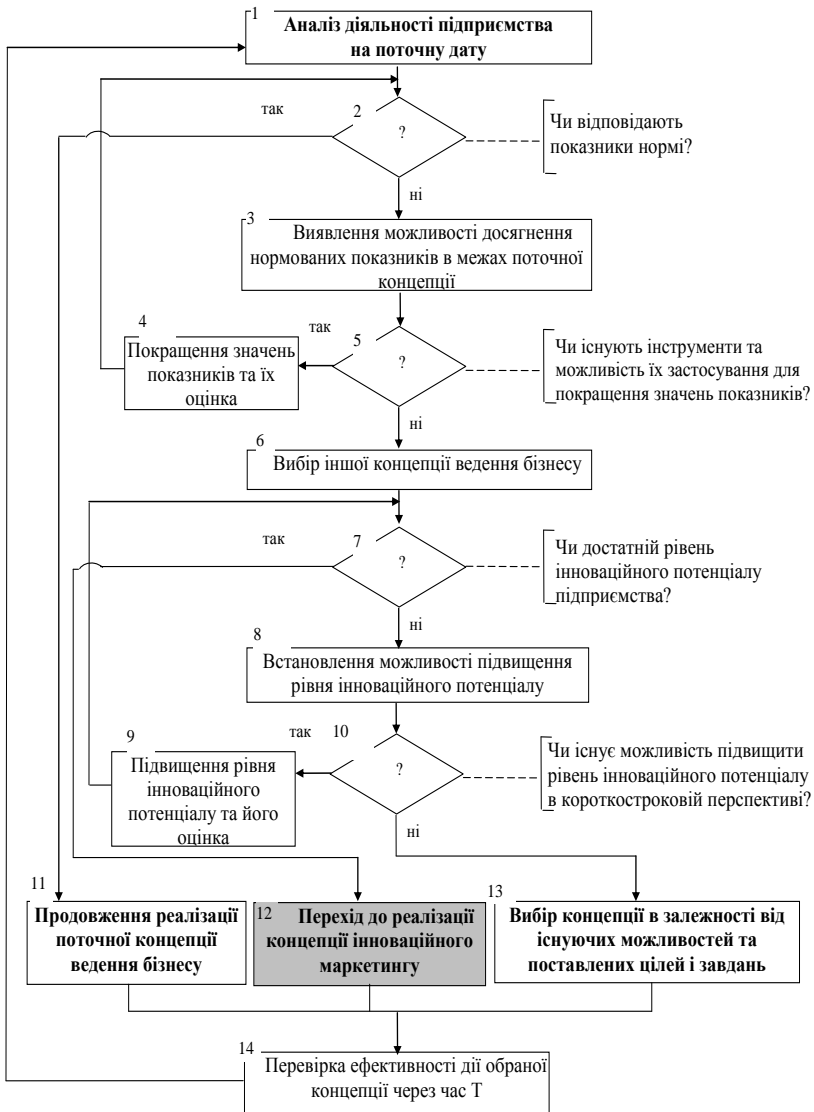 1
Аналіз діяльності підприємства
на поточну дату
так
2
?
Чи відповідають
показники нормі?
ні
3
Виявлення можливості досягнення
нормованих показників в межах поточної
концепції
4
так
5
?
Покращення значень
показників та їх
оцінка
Чи існують інструменти та
можливість їх застосування для
покращення значень показників?
ні
6
Вибір іншої концепції ведення бізнесу
так
7
?
Чи достатній рівень
інноваційного потенціалу
підприємства?
ні
8
Встановлення можливості підвищення
рівня інноваційного потенціалу
9
так
10
?
Підвищення рівня
інноваційного
потенціалу та його
оцінка
Чи існує можливість підвищити
рівень інноваційного потенціалу
в короткостроковій перспективі?
ні
11
Продовження реалізації
поточної концепції
ведення бізнесу
12
Перехід до реалізації
концепції інноваційного
маркетингу
13
Вибір концепції в залежності від
існуючих можливостей та
поставлених цілей і завдань
14
Перевірка ефективності дії обраної
концепції через час Т